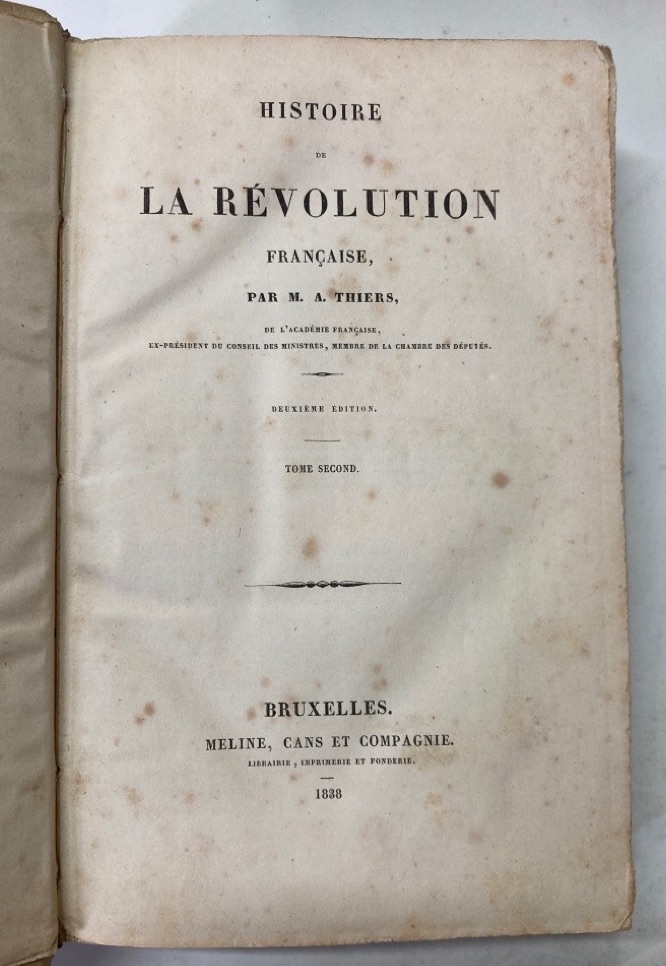 HISTOIRE
DE
LA RÉVOLUTION
FRANÇAISE,
PAR M. A. THIERS,
DE L'ACADÉMIE FRANÇAISE,
EX-PRÉSIDENT DU CONSEIL DES MINISTRES, MEMBRE DE LA CHAMBRE DES DÉPUTÉS.
DEUXIÈME ÉDITION.
TOME SECOND.
BRUXELLES.
MELINE, CANS ET COMPAGNIE.
LIBRAIRIE, IMPRIMERIE ET FONDERIE.
1838